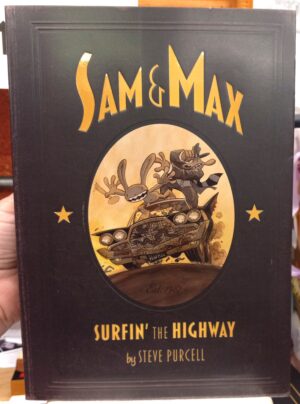 SAM & MAX
SURFIN' THE HIGHWAY
by STEVE PURCELL